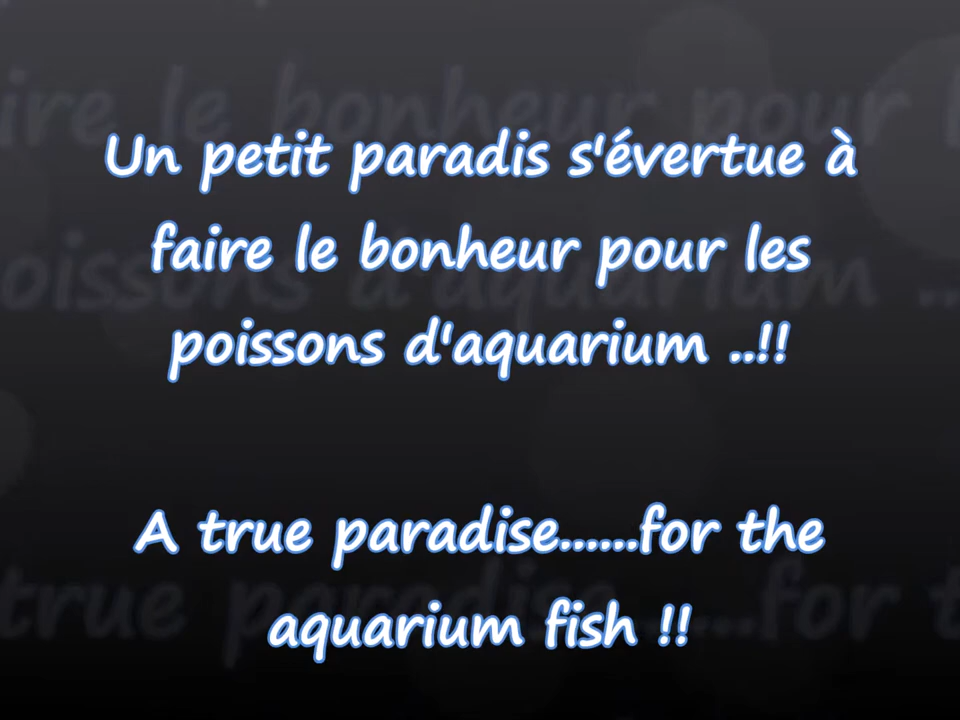 Un petit paradis s'évertue à
faire le bonheur pour les
poissons d'aquarium ..!!
A true paradise......for the
aquarium fish !!